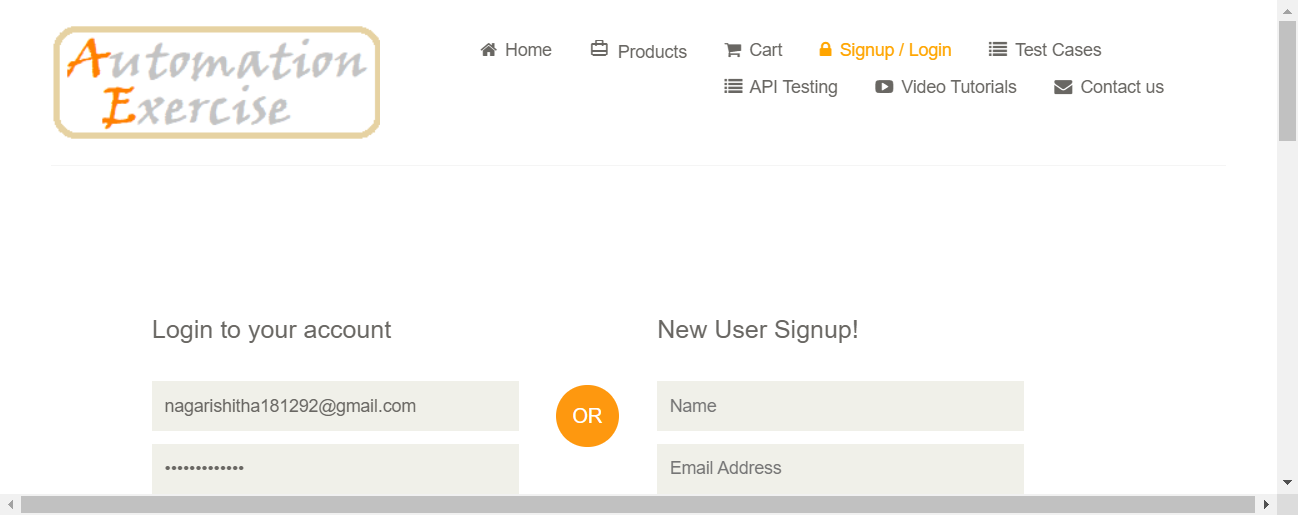 Automation
Exercise
Home Products Cart Signup / Login Test Cases
API Testing Video Tutorials Contact us
Login to your account
nagarishitha181292@gmail.com
•••••••••••••
OR
New User Signup!
Name
Email Address